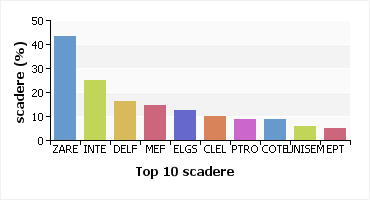 scadere (%)
50
40
30
20
10
0
ZARE INTE DELF MEF ELGS CLEL PTRO COTE UNISEM EPT
Top 10 scadere